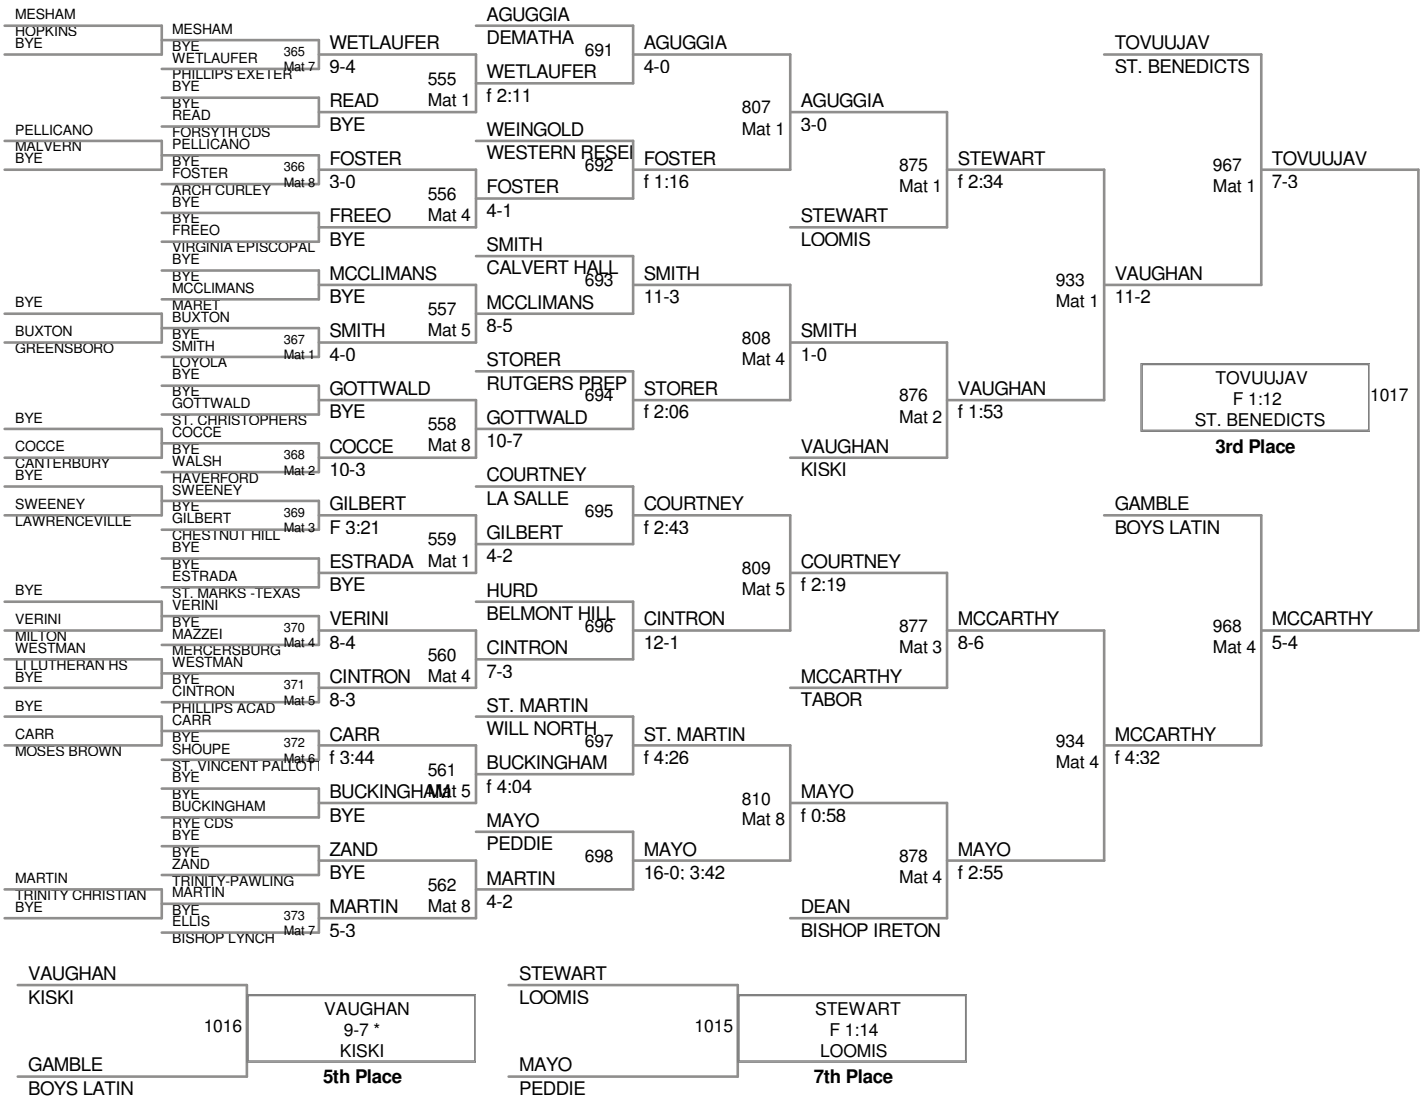 MESHAM
HOPKINS
BYE
PELLICANO
MALVERN
BYE
BYE
BUXTON
GREENSBORO
BYE
COCCE
CANTERBURY
BYE
SWEENEY
LAWRENCEVILLE
BYE
VERINI
MILTON
WESTMAN
LI LUTHERAN HS
BYE
BYE
CARR
MOSES BROWN
MARTIN
TRINITY CHRISTIAN
BYE
MESHAM
BYE
WETLAUFER
365
Mat 7
PHILLIPS EXETER
BYE
BYE
READ
FORSYTH CDS
PELLICANO
BYE
FOSTER
366
Mat 8
ARCH CURLEY
BYE
BYE
FREEO
VIRGINIA EPISCOPAL
BYE
BYE
MCCLIMANS
MARET
BUXTON
BYE
SMITH
367
Mat 1
LOYOLA
BYE
BYE
GOTTWALD
ST. CHRISTOPHERS
COCCE
BYE
WALSH
368
Mat 2
HAVERFORD
SWEENEY
BYE
GILBERT
369
Mat 3
CHESTNUT HILL
BYE
BYE
ESTRADA
ST. MARKS -TEXAS
VERINI
BYE
MAZZEI
370
Mat 4
MERCERSBURG
WESTMAN
BYE
CINTRON
371
Mat 5
PHILLIPS ACAD
CARR
BYE
SHOUPE
372
Mat 6
ST. VINCENT PALLOTI
BYE
BYE
BUCKINGHAM
RYE CDS
BYE
BYE
ZAND
TRINITY-PAWLING
MARTIN
BYE
ELLIS
373
Mat 7
BISHOP LYNCH
WETLAUFER
9-4
555
Mat 1
READ
BYE
FOSTER
3-0
556
Mat 4
FREEO
BYE
MCCLIMANS
BYE
557
Mat 5
SMITH
4-0
GOTTWALD
BYE
558
Mat 8
COCCE
10-3
GILBERT
F 3:21
559
Mat 1
ESTRADA
BYE
VERINI
8-4
560
Mat 4
CINTRON
8-3
CARR
f 3:44
561
Mat 5
BUCKINGHAM
BYE
ZAND
BYE
562
Mat 8
MARTIN
5-3
AGUGGIA
DEMATHA
691
WETLAUFER
f 2:11
WEINGOLD
WESTERN RESEI
692
FOSTER
4-1
SMITH
CALVERT HALL
693
MCCLIMANS
8-5
STORER
RUTGERS PREP
694
GOTTWALD
10-7
COURTNEY
LA SALLE
695
GILBERT
4-2
HURD
BELMONT HILL
696
CINTRON
7-3
ST. MARTIN
WILL NORTH
697
BUCKINGHAM
f 4:04
MAYO
PEDDIE
698
MARTIN
4-2
AGUGGIA
4-0
807
Mat 1
FOSTER
f 1:16
SMITH
11-3
808
Mat 4
STORER
f 2:06
COURTNEY
f 2:43
809
Mat 5
CINTRON
12-1
ST. MARTIN
f 4:26
810
Mat 8
MAYO
16-0: 3:42
AGUGGIA
3-0
875
Mat 1
STEWART
LOOMIS
SMITH
1-0
876
Mat 2
VAUGHAN
KISKI
COURTNEY
f 2:19
877
Mat 3
MCCARTHY
TABOR
MAYO
f 0:58
878
Mat 4
DEAN
BISHOP IRETON
STEWART
f 2:34
933
Mat 1
VAUGHAN
f 1:53
MCCARTHY
8-6
934
Mat 4
MAYO
f 2:55
TOVUUJAV
ST. BENEDICTS
967
Mat 1
VAUGHAN
11-2
GAMBLE
BOYS LATIN
968
Mat 4
MCCARTHY
f 4:32
TOVUUJAV
7-3
MCCARTHY
5-4
TOVUUJAV
F 1:12
ST. BENEDICTS
1017
3rd Place
VAUGHAN
KISKI
1016
GAMBLE
BOYS LATIN
VAUGHAN
9-7 *
KISKI
5th Place
STEWART
LOOMIS
1015
MAYO
PEDDIE
STEWART
F 1:14
LOOMIS
7th Place